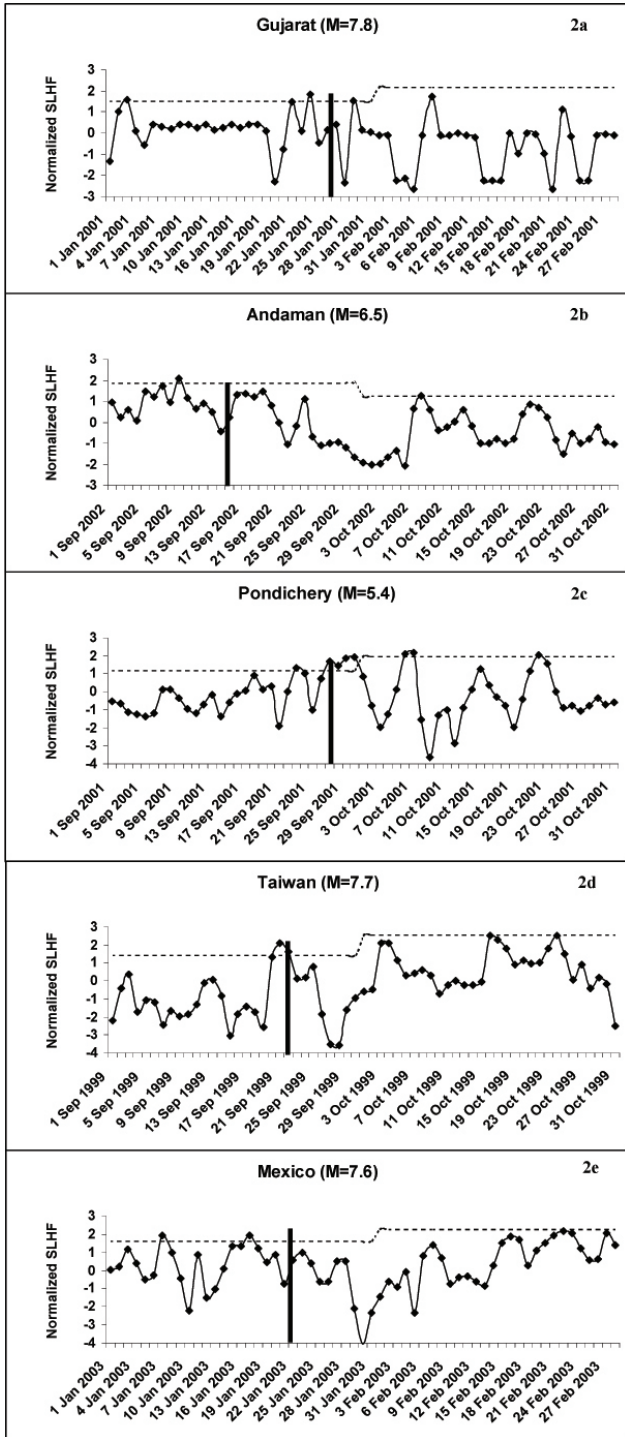 Gujarat (M=7.8) 2a
Normalized SLHF
3
2
1
0
-1
-2
-3
1 Jan 2001
4 Jan 2001
7 Jan 2001
10 Jan 2001
13 Jan 2001
16 Jan 2001
19 Jan 2001
22 Jan 2001
25 Jan 2001
28 Jan 2001
31 Jan 2001
3 Feb 2001
6 Feb 2001
9 Feb 2001
12 Feb 2001
15 Feb 2001
18 Feb 2001
21 Feb 2001
24 Feb 2001
27 Feb 2001
Andaman (M=6.5) 2b
Normalized SLHF
3
2
1
0
-1
-2
-3
1 Sep 2002
5 Sep 2002
9 Sep 2002
13 Sep 2002
17 Sep 2002
21 Sep 2002
25 Sep 2002
29 Sep 2002
3 Oct 2002
7 Oct 2002
11 Oct 2002
15 Oct 2002
19 Oct 2002
23 Oct 2002
27 Oct 2002
31 Oct 2002
Pondichery (M=5.4) 2c
Normalized SLHF
3
2
1
0
-1
-2
-3
-4
1 Sep 2001
5 Sep 2001
9 Sep 2001
13 Sep 2001
17 Sep 2001
21 Sep 2001
25 Sep 2001
29 Sep 2001
3 Oct 2001
7 Oct 2001
11 Oct 2001
15 Oct 2001
19 Oct 2001
23 Oct 2001
27 Oct 2001
31 Oct 2001
Taiwan (M=7.7) 2d
Normalized SLHF
3
2
1
0
-1
-2
-3
-4
1 Sep 1999
5 Sep 1999
9 Sep 1999
13 Sep 1999
17 Sep 1999
21 Sep 1999
25 Sep 1999
29 Sep 1999
3 Oct 1999
7 Oct 1999
11 Oct 1999
15 Oct 1999
19 Oct 1999
23 Oct 1999
27 Oct 1999
31 Oct 1999
Mexico (M=7.6) 2e
Normalized SLHF
3
2
1
0
-1
-2
-3
-4
1 Jan 2003
4 Jan 2003
7 Jan 2003
10 Jan 2003
13 Jan 2003
16 Jan 2003
19 Jan 2003
22 Jan 2003
25 Jan 2003
28 Jan 2003
31 Jan 2003
3 Feb 2003
6 Feb 2003
9 Feb 2003
12 Feb 2003
15 Feb 2003
18 Feb 2003
21 Feb 2003
24 Feb 2003
27 Feb 2003